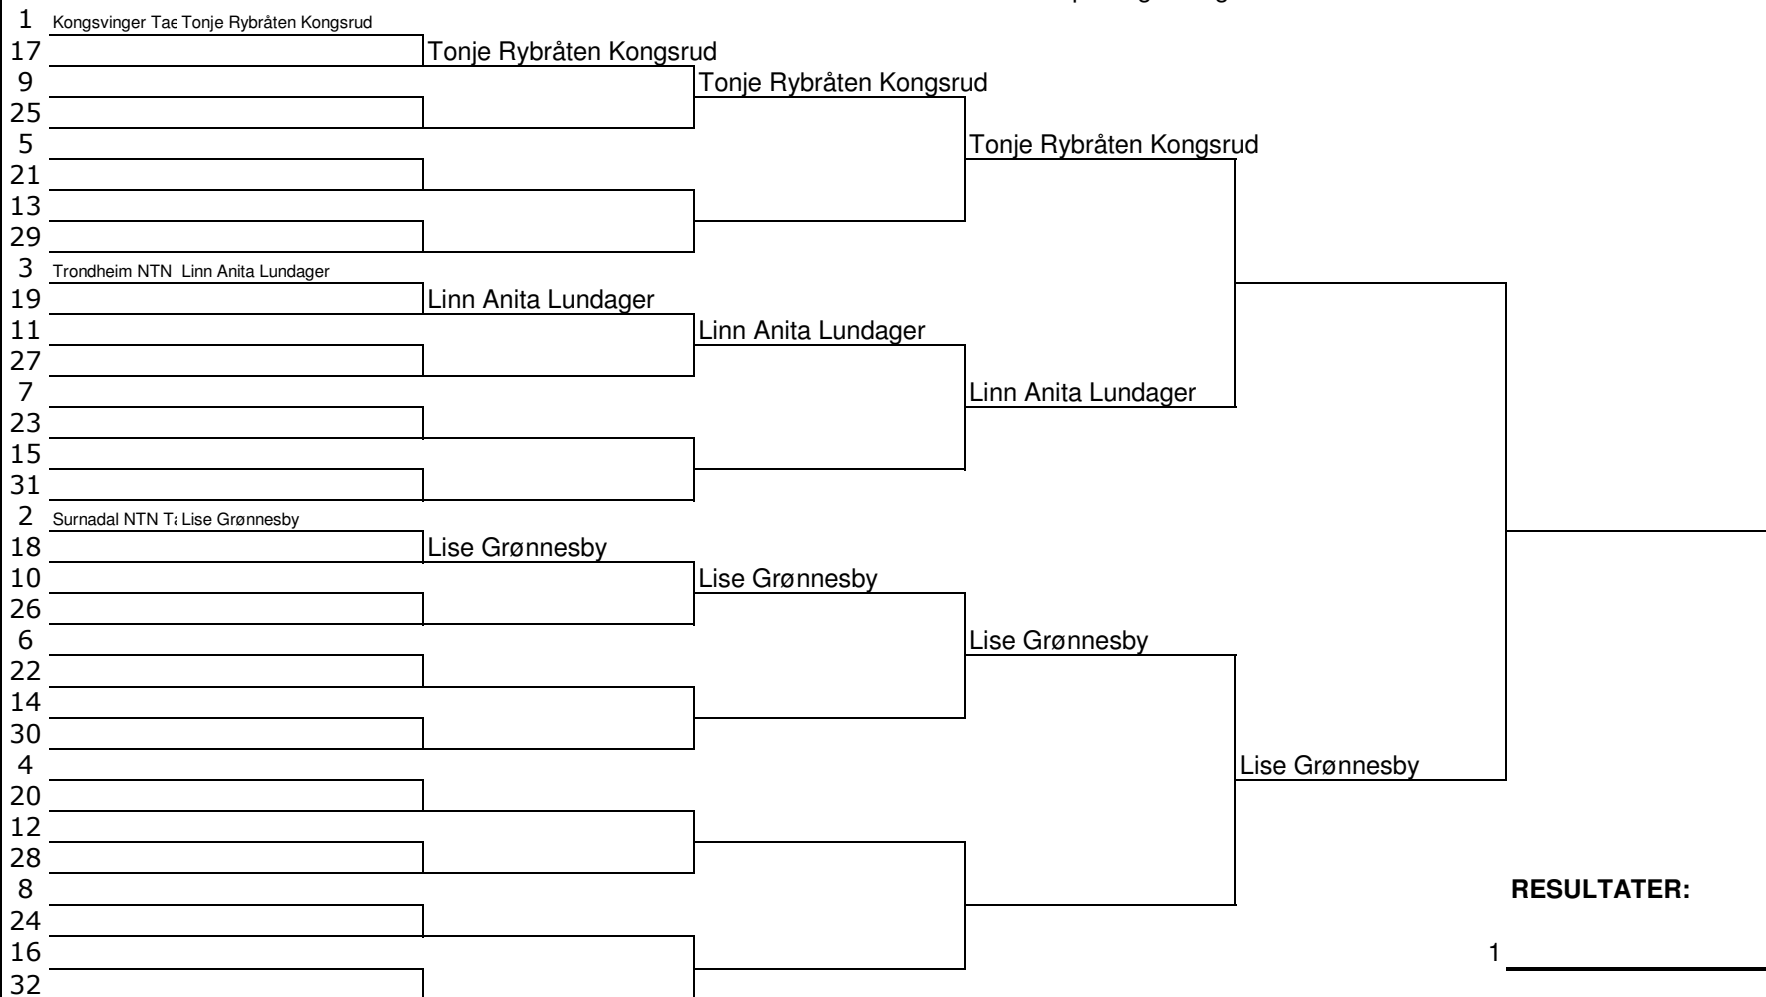 1 Kongsvinger Tae Tonje Rybråten Kongsrud
17 Tonje Rybråten Kongsrud
9 Tonje Rybråten Kongsrud
25
5 Tonje Rybråten Kongsrud
21
13
29
3 Trondheim NTN Linn Anita Lundager
19 Linn Anita Lundager
11 Linn Anita Lundager
27
7 Linn Anita Lundager
23
15
31
2 Surnadal NTN Ta Lise Grønnesby
18 Lise Grønnesby
10 Lise Grønnesby
26
6 Lise Grønnesby
22
14
30
4 Lise Grønnesby
20
12
28
8 RESULTATER:
24
16 1
32